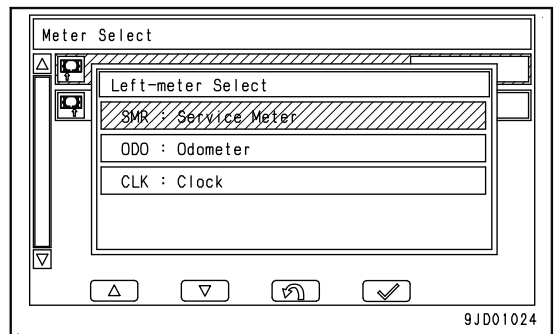 Meter Select
Left-meter Select
SMR : Service Meter
ODO : Odometer
CLK : Clock
9JD01024